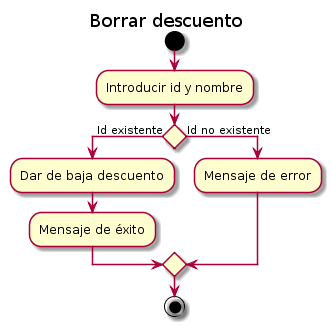 Borrar descuento
Introducir id y nombre
Id existente
Id no existente
Dar de baja descuento
Mensaje de error
Mensaje de éxito